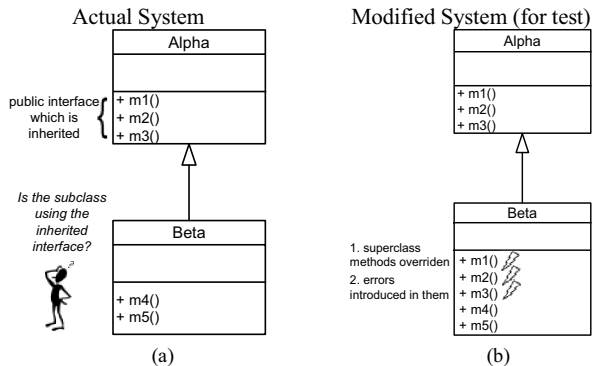 Actual System
Alpha
public interface
which is
inherited
+ m1()
+ m2()
+ m3()
Is the subclass
using the
inherited
interface?
Beta
+ m4()
+ m5()
(a)
Modified System (for test)
Alpha
+ m1()
+ m2()
+ m3()
Beta
1. superclass
methods overriden
2. errors
introduced in them
+ m1()
+ m2()
+ m3()
+ m4()
+ m5()
(b)